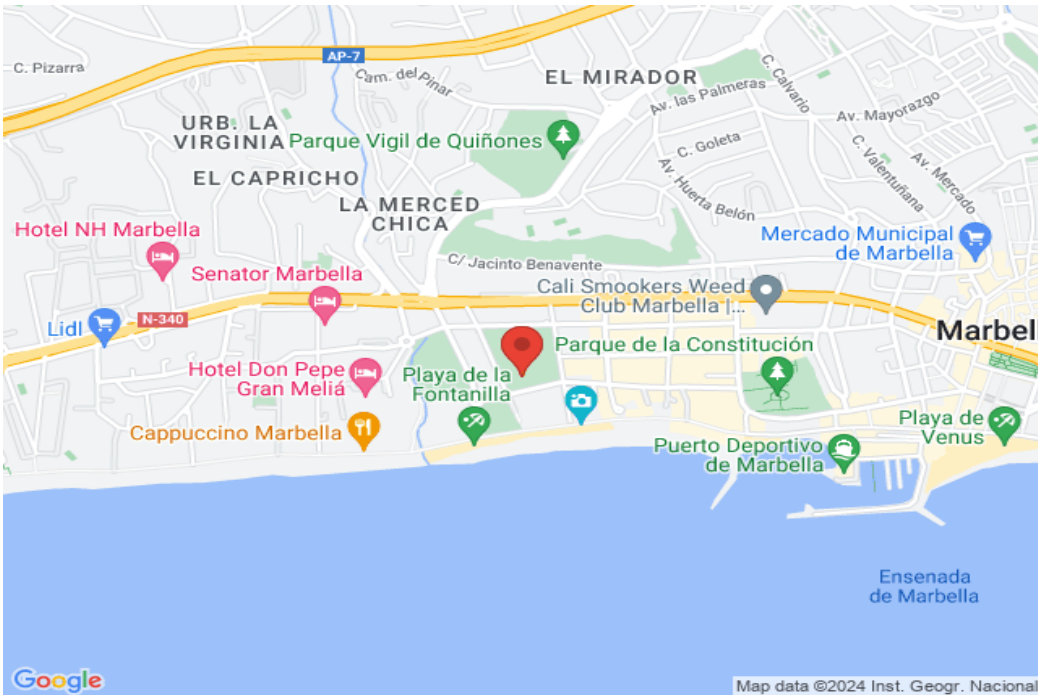 AP-7
C. Pizarra
Cam. del Pinar
EL MIRADOR
C. Calvario
Av. las Palmeras
Av. Mayorazgo
URB. LA
VIRGINIA
Parque Vigil de Quiñones
C. Goleta
C. Valentuñana
Av. Mercado
EL CAPRICHO
Av. Huerta Belón
LA MERCED
CHICA
Hotel NH Marbella
Mercado Municipal
de Marbella
C/ Jacinto Benavente
Senator Marbella
Cali Smookers Weed
Club Marbella |...
Lidl
N-340
Marbell
Parque de la Constitución
Hotel Don Pepe
Gran Meliá
Playa de la
Fontanilla
Cappuccino Marbella
Playa de
Venus
Puerto Deportivo
de Marbella
Ensenada
de Marbella
Google
Map data ©2024 Inst. Geogr. Nacional